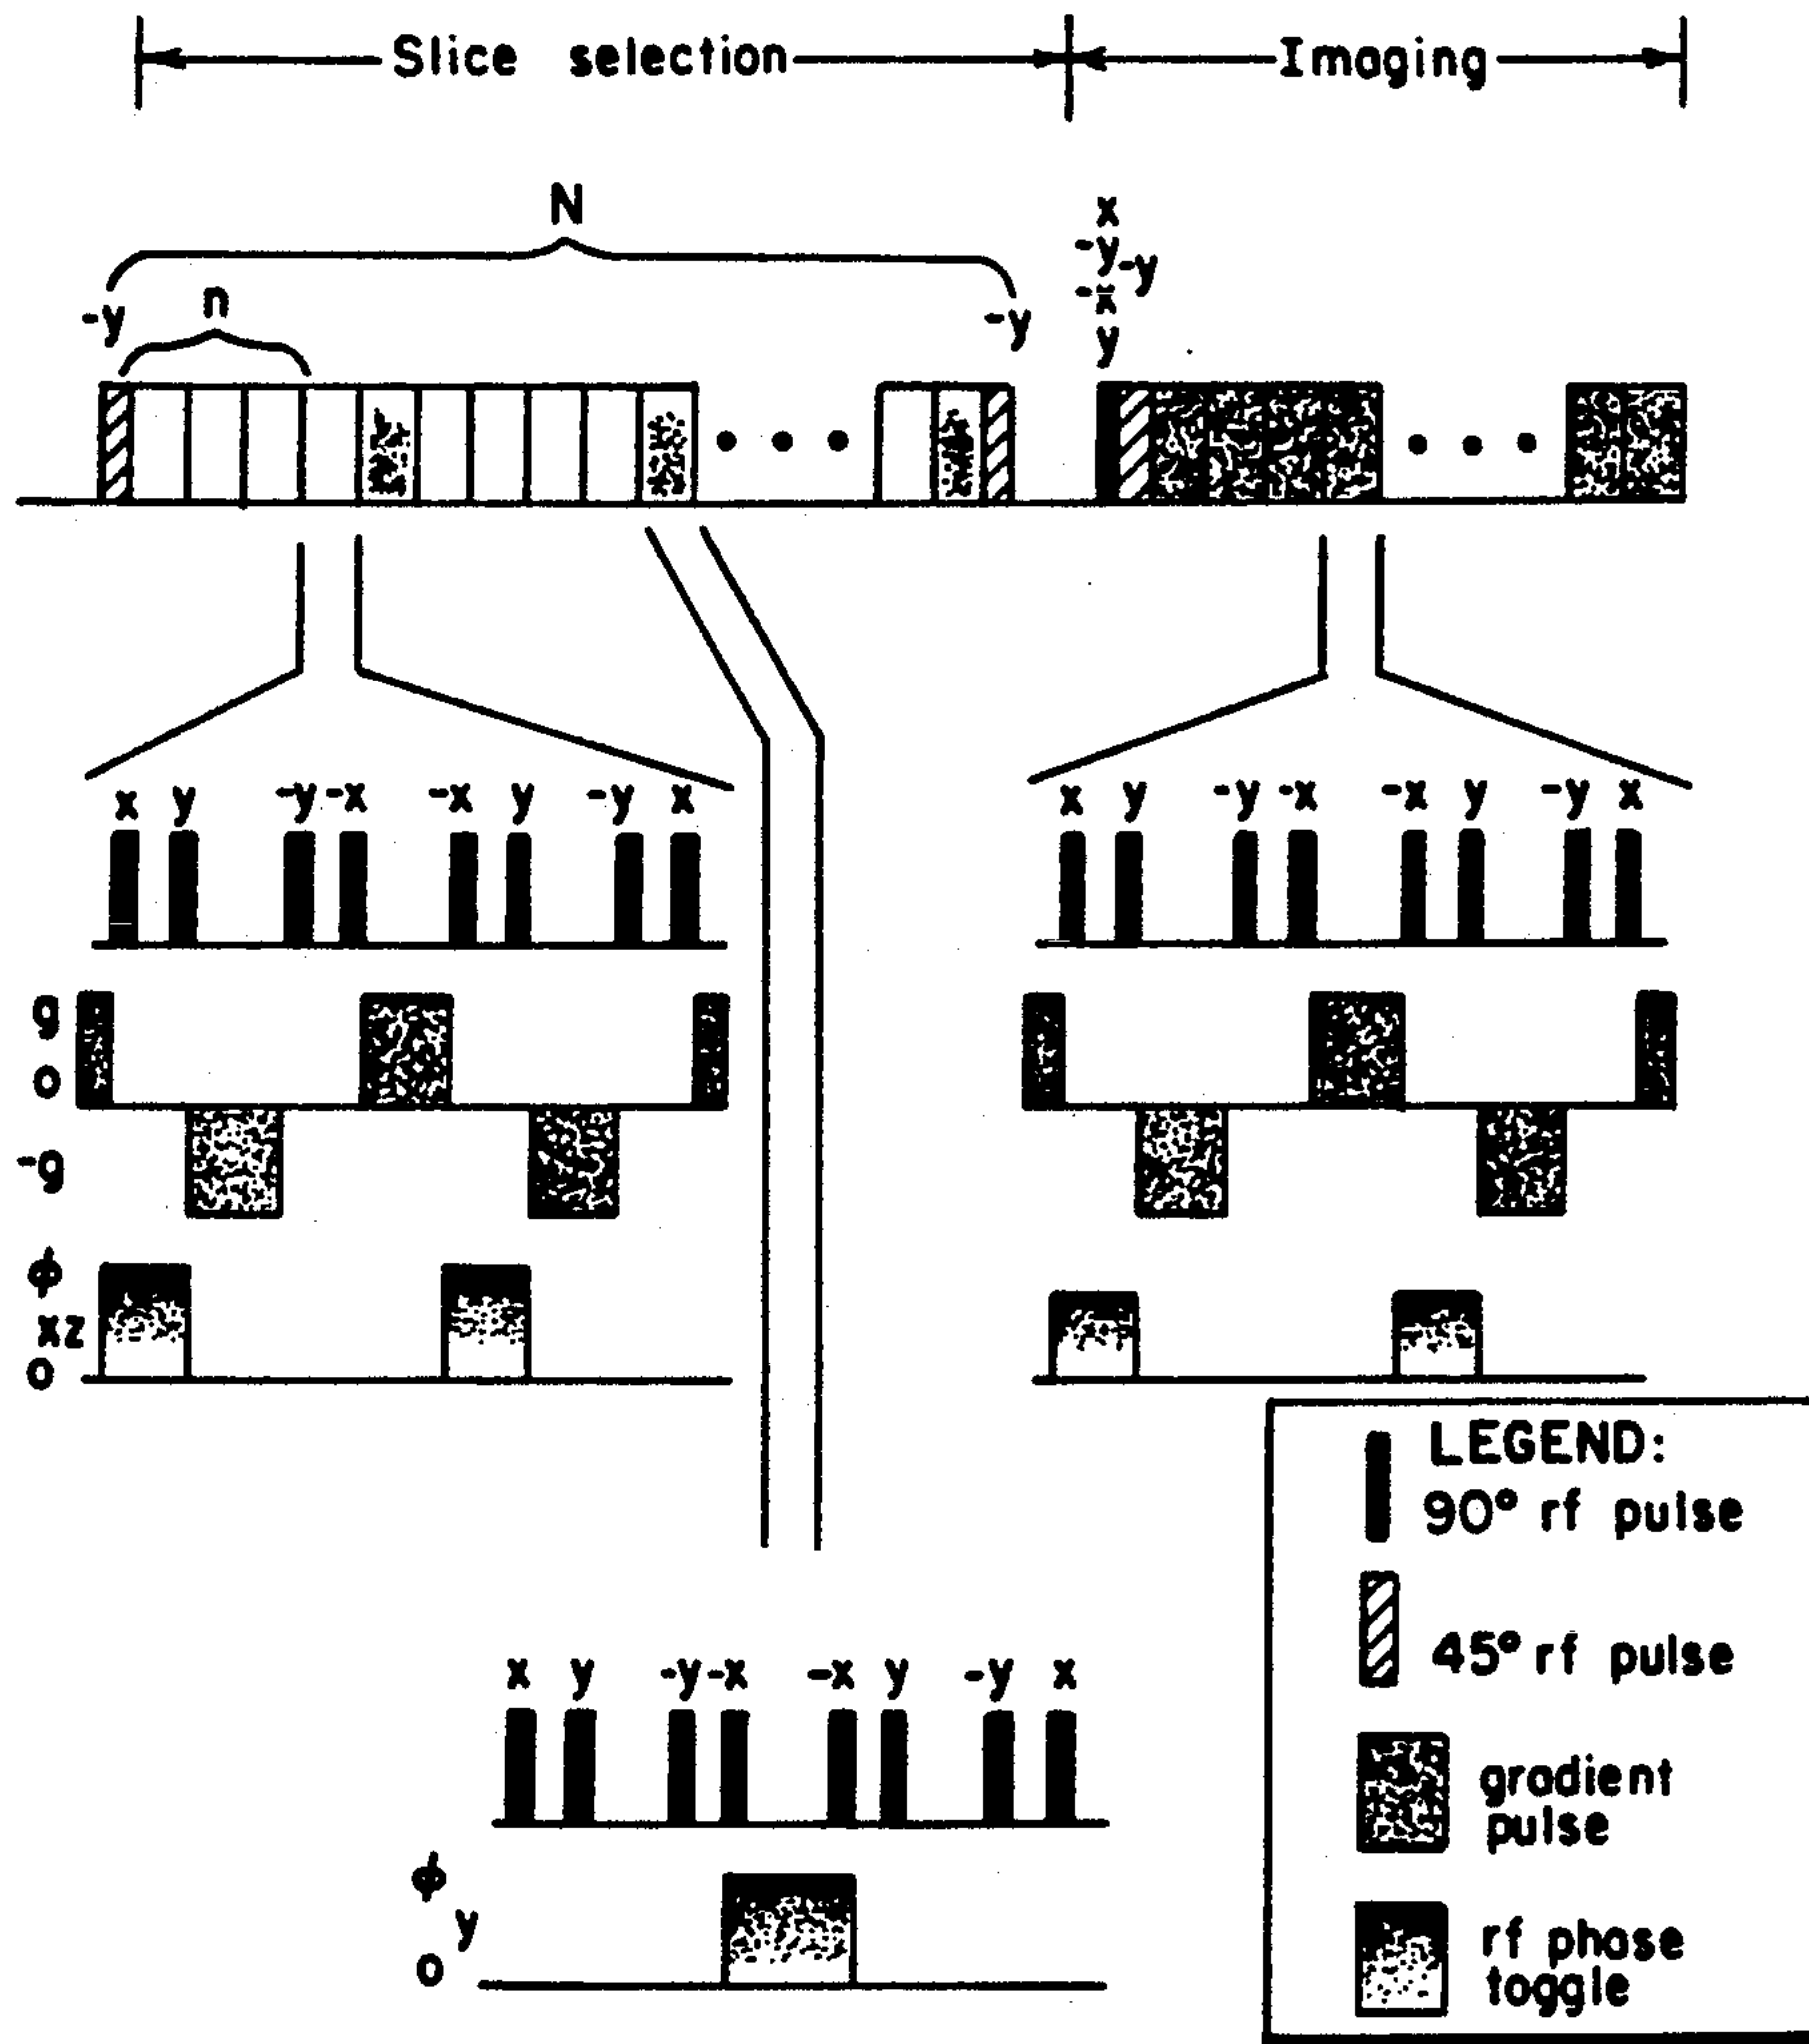 Slice selection Imaging
N
x
-y -y
-x
y
-y n -y
x y -y -x -x y -y x
x y -y -x -x y -y x
g
o
-g
ϕ
xz
o
LEGEND:
90° rf pulse
45° rf pulse
gradient
pulse
rf phase
toggle
x y -y -x -x y -y x
ϕ
y
o